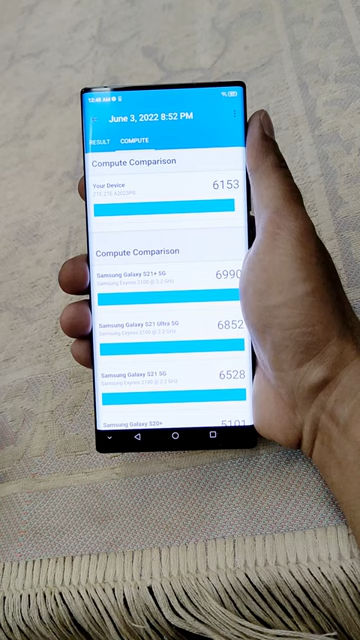 12:48 AM
June 3, 2022 8:52 PM
RESULT COMPUTE
Compute Comparison
Your Device 6153
Compute Comparison
Samsung Galaxy S21+ 5G 6990
Samsung Exynos 2100 @ 2.2 GHz
Samsung Galaxy S21 Ultra 5G 6852
Samsung Exynos 2100 @ 2.2 GHz
Samsung Galaxy S21 5G 6528
Samsung Exynos 2100 @ 2.2 GHz
Samsung Galaxy S20+ 5101